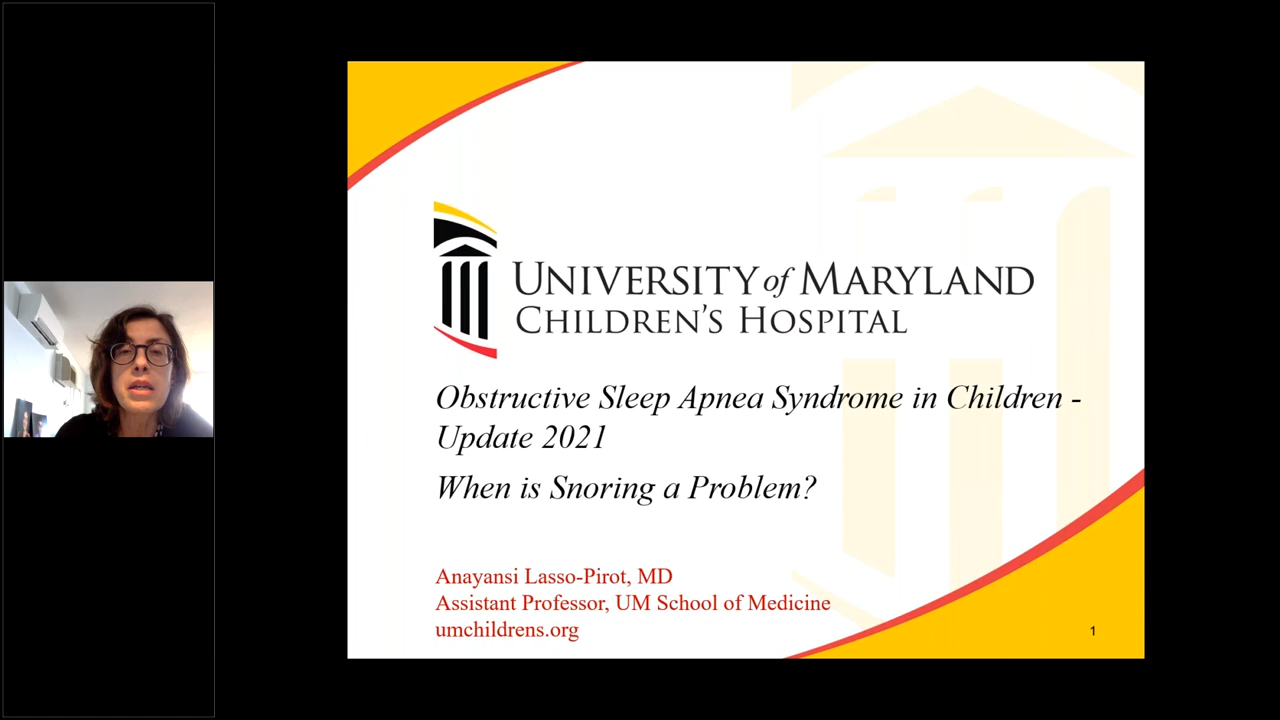 UNIVERSITY of MARYLAND
CHILDREN'S HOSPITAL
Obstructive Sleep Apnea Syndrome in Children -
Update 2021
When is Snoring a Problem?
Anayansi Lasso-Pirot, MD
Assistant Professor, UM School of Medicine
umchildrens.org
1